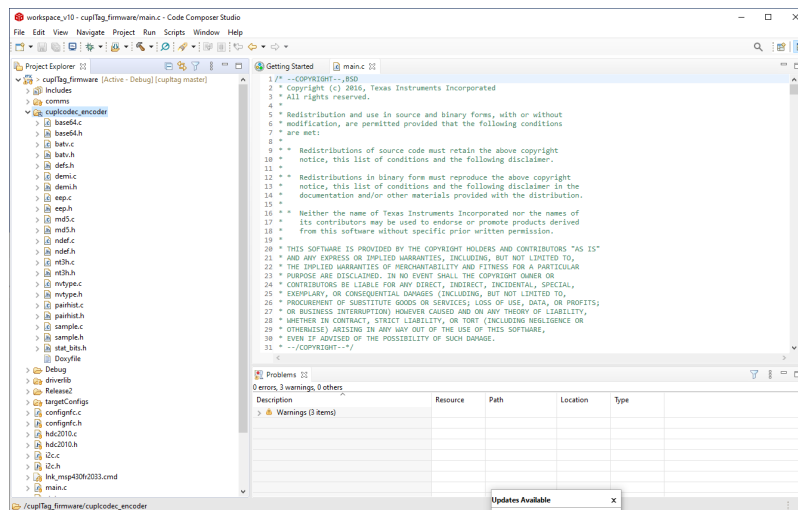 workspace_v10 - cuplTag_firmware/main.c - Code Composer Studio
File Edit View Navigate Project Run Scripts Window Help
Project Explorer
> cuplTag_firmware [Active - Debug] [cupltag master]
Includes
comms
cuplcodec_encoder
base64.c
base64.h
batv.c
batv.h
defs.h
demi.c
demi.h
eep.c
eep.h
md5.c
md5.h
ndef.c
ndef.h
nt3h.c
nt3h.h
nvtype.c
nvtype.h
pairhist.c
pairhist.h
sample.c
sample.h
stat_bits.h
Doxyfile
Debug
driverlib
Release2
targetConfigs
confignfc.c
confignfc.h
hdc2010.c
hdc2010.h
i2c.c
i2c.h
lnk_msp430fr2033.cmd
main.c
Getting Started main.c
1 /* --COPYRIGHT--,BSD
2 * Copyright (c) 2016, Texas Instruments Incorporated
3 * All rights reserved.
4 *
5 * Redistribution and use in source and binary forms, with or without
6 * modification, are permitted provided that the following conditions
7 * are met:
8 *
9 * * Redistributions of source code must retain the above copyright
10 * notice, this list of conditions and the following disclaimer.
11 *
12 * * Redistributions in binary form must reproduce the above copyright
13 * notice, this list of conditions and the following disclaimer in the
14 * documentation and/or other materials provided with the distribution.
15 *
16 * * Neither the name of Texas Instruments Incorporated nor the names of
17 * its contributors may be used to endorse or promote products derived
18 * from this software without specific prior written permission.
19 *
20 * THIS SOFTWARE IS PROVIDED BY THE COPYRIGHT HOLDERS AND CONTRIBUTORS "AS IS"
21 * AND ANY EXPRESS OR IMPLIED WARRANTIES, INCLUDING, BUT NOT LIMITED TO,
22 * THE IMPLIED WARRANTIES OF MERCHANTABILITY AND FITNESS FOR A PARTICULAR
23 * PURPOSE ARE DISCLAIMED. IN NO EVENT SHALL THE COPYRIGHT OWNER OR
24 * CONTRIBUTORS BE LIABLE FOR ANY DIRECT, INDIRECT, INCIDENTAL, SPECIAL,
25 * EXEMPLARY, OR CONSEQUENTIAL DAMAGES (INCLUDING, BUT NOT LIMITED TO,
26 * PROCUREMENT OF SUBSTITUTE GOODS OR SERVICES; LOSS OF USE, DATA, OR PROFITS;
27 * OR BUSINESS INTERRUPTION) HOWEVER CAUSED AND ON ANY THEORY OF LIABILITY,
28 * WHETHER IN CONTRACT, STRICT LIABILITY, OR TORT (INCLUDING NEGLIGENCE OR
29 * OTHERWISE) ARISING IN ANY WAY OUT OF THE USE OF THIS SOFTWARE,
30 * EVEN IF ADVISED OF THE POSSIBILITY OF SUCH DAMAGE.
31 * --/COPYRIGHT--*/
Problems
0 errors, 3 warnings, 0 others
Description Resource Path Location Type
Warnings (3 items)
Updates Available x
/cuplTag_firmware/cuplcodec_encoder